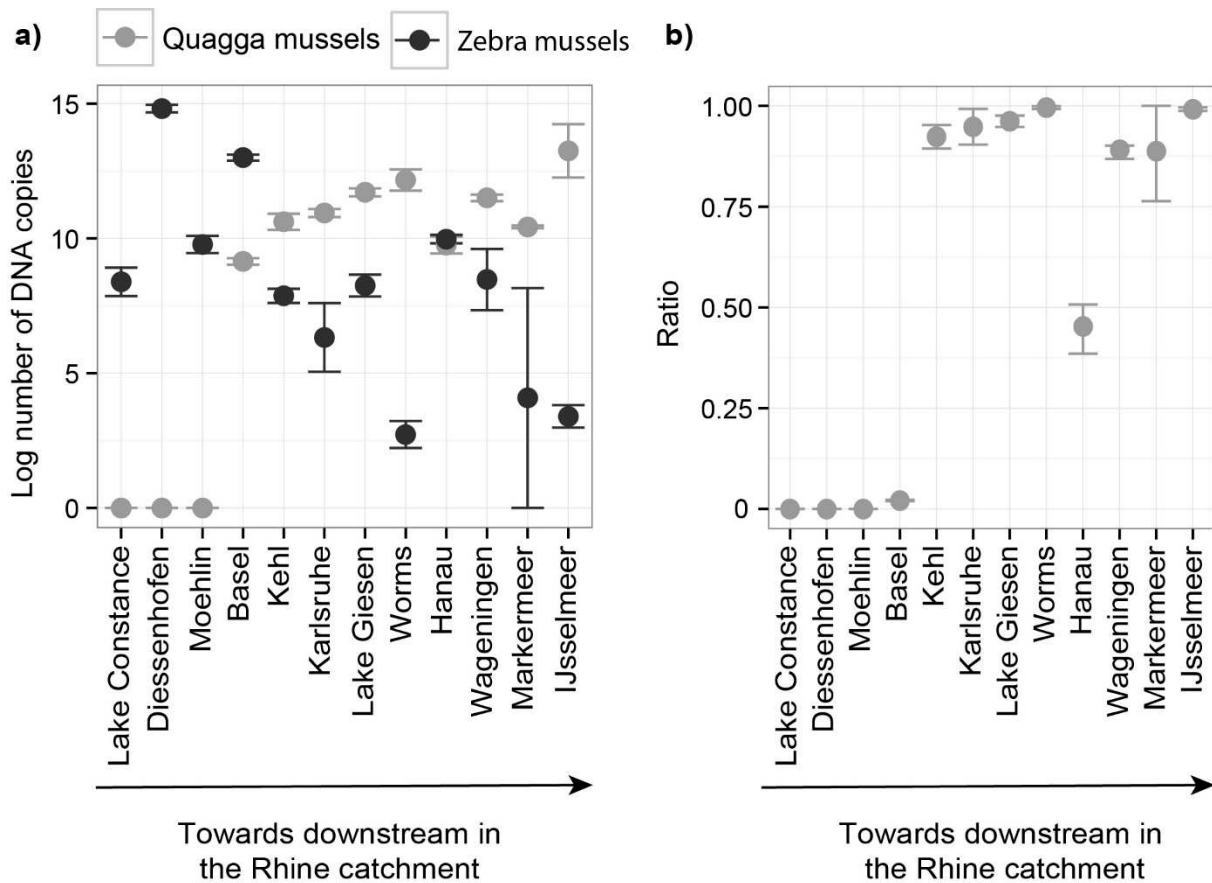 a)
Quagga mussels
Zebra mussels
Log number of DNA copies
15
10
5
0
Lake Constance
Diessenhofen
Moehlin
Basel
Kehl
Karlsruhe
Lake Giesen
Worms
Hanau
Wageningen
Markermeer
IJsselmeer
Towards downstream in
the Rhine catchment
b)
Ratio
1.00
0.75
0.50
0.25
0
Lake Constance
Diessenhofen
Moehlin
Basel
Kehl
Karlsruhe
Lake Giesen
Worms
Hanau
Wageningen
Markermeer
IJsselmeer
Towards downstream in
the Rhine catchment